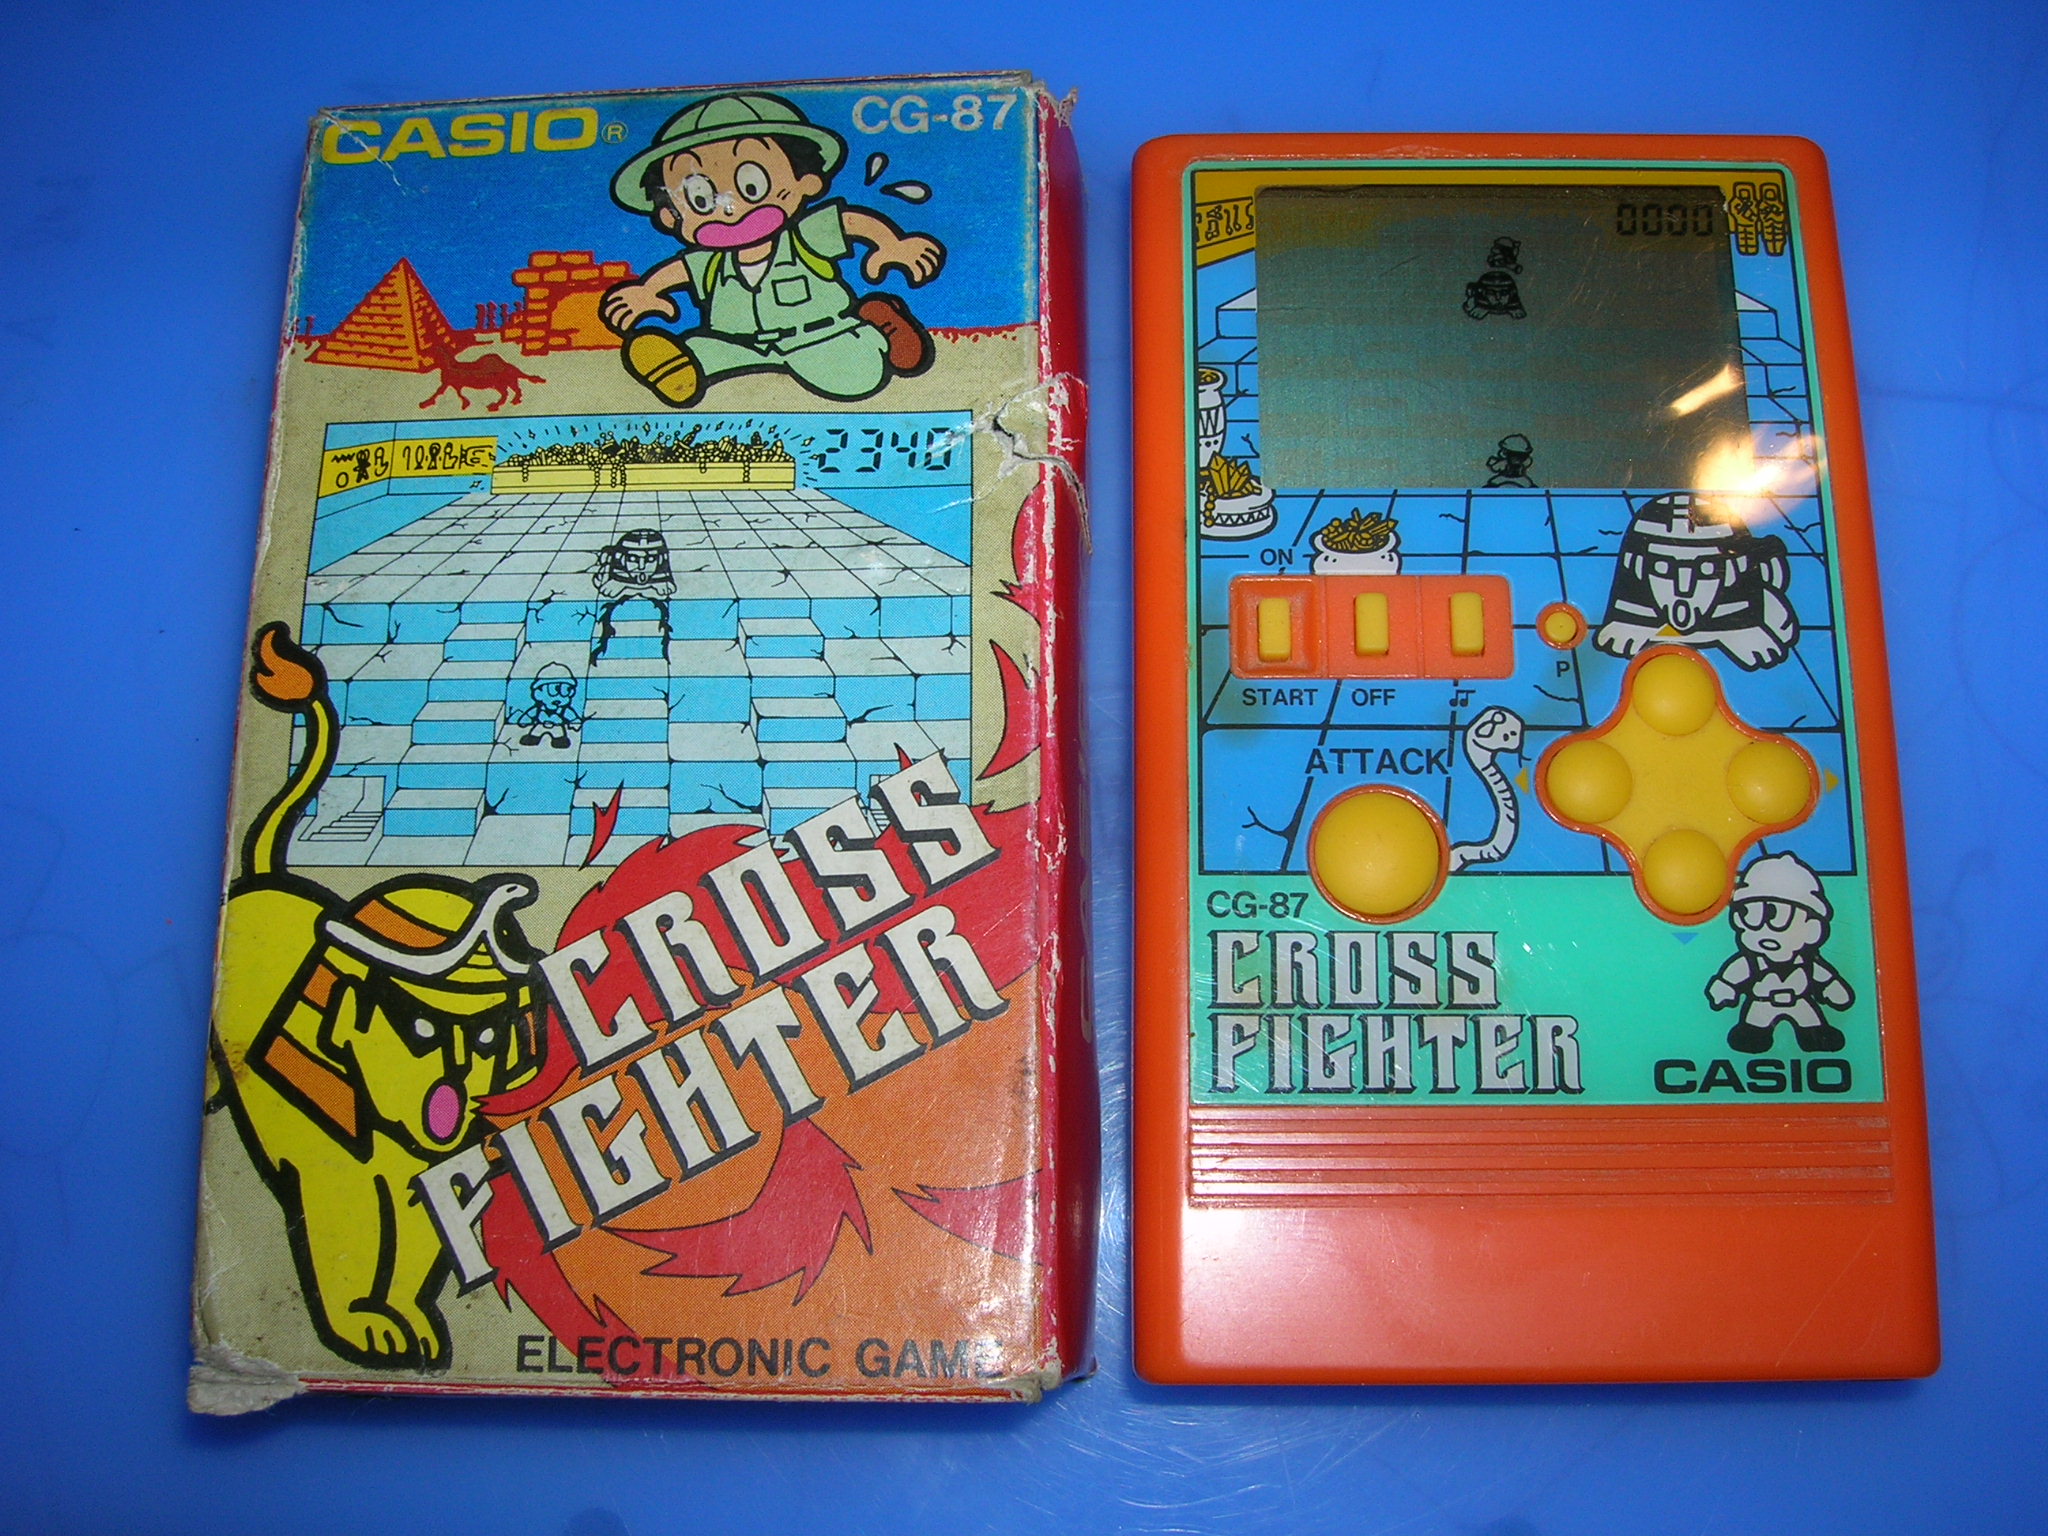 CASIO®
CG-87
2340
CROSS
FIGHTER
ELECTRONIC GAME
0000
ON
START
OFF
P
ATTACK
CG-87
CROSS
FIGHTER
CASIO